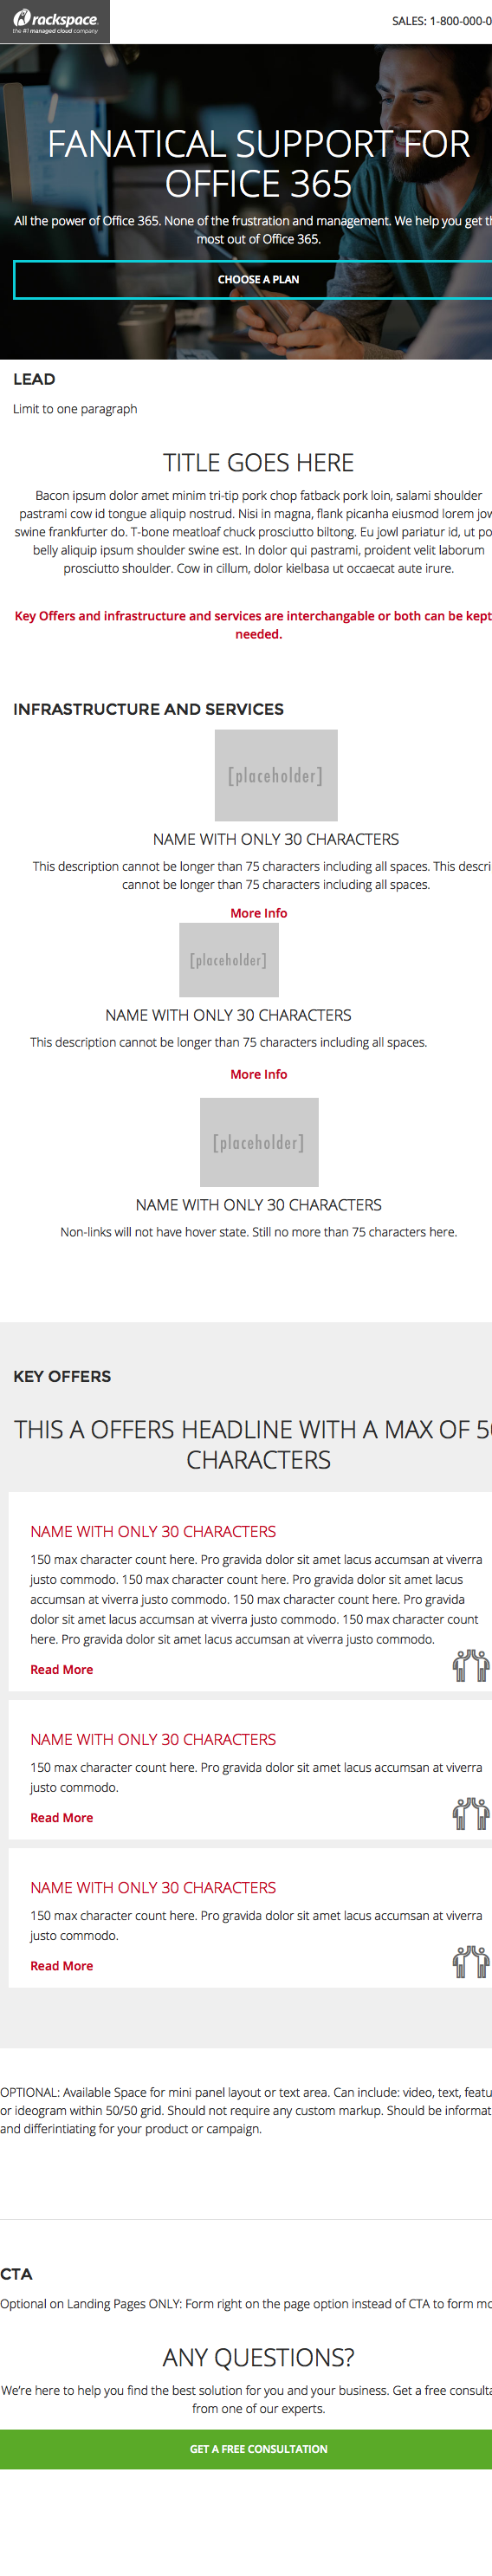 rackspace.
the #1 managed cloud company
SALES: 1-800-000-0
FANATICAL SUPPORT FOR
OFFICE 365
All the power of Office 365. None of the frustration and management. We help you get th
most out of Office 365.
CHOOSE A PLAN
LEAD
Limit to one paragraph
TITLE GOES HERE
Bacon ipsum dolor amet minim tri-tip pork chop fatback pork loin, salami shoulder
pastrami cow id tongue aliquip nostrud. Nisi in magna, flank picanha eiusmod lorem jow
swine frankfurter do. T-bone meatloaf chuck prosciutto biltong. Eu jowl pariatur id, ut po
belly aliquip ipsum shoulder swine est. In dolor qui pastrami, proident velit laborum
prosciutto shoulder. Cow in cillum, dolor kielbasa ut occaecat aute irure.
Key Offers and infrastructure and services are interchangable or both can be kept
needed.
INFRASTRUCTURE AND SERVICES
[placeholder]
NAME WITH ONLY 30 CHARACTERS
This description cannot be longer than 75 characters including all spaces. This descri
cannot be longer than 75 characters including all spaces.
More Info
[placeholder]
NAME WITH ONLY 30 CHARACTERS
This description cannot be longer than 75 characters including all spaces.
More Info
[placeholder]
NAME WITH ONLY 30 CHARACTERS
Non-links will not have hover state. Still no more than 75 characters here.
KEY OFFERS
THIS A OFFERS HEADLINE WITH A MAX OF 50
CHARACTERS
NAME WITH ONLY 30 CHARACTERS
150 max character count here. Pro gravida dolor sit amet lacus accumsan at viverra
justo commodo. 150 max character count here. Pro gravida dolor sit amet lacus
accumsan at viverra justo commodo. 150 max character count here. Pro gravida
dolor sit amet lacus accumsan at viverra justo commodo. 150 max character count
here. Pro gravida dolor sit amet lacus accumsan at viverra justo commodo.
Read More
NAME WITH ONLY 30 CHARACTERS
150 max character count here. Pro gravida dolor sit amet lacus accumsan at viverra
justo commodo.
Read More
NAME WITH ONLY 30 CHARACTERS
150 max character count here. Pro gravida dolor sit amet lacus accumsan at viverra
justo commodo.
Read More
OPTIONAL: Available Space for mini panel layout or text area. Can include: video, text, featu
or ideogram within 50/50 grid. Should not require any custom markup. Should be informat
and differintiating for your product or campaign.
CTA
Optional on Landing Pages ONLY: Form right on the page option instead of CTA to form mo
ANY QUESTIONS?
We're here to help you find the best solution for you and your business. Get a free consulta
from one of our experts.
GET A FREE CONSULTATION